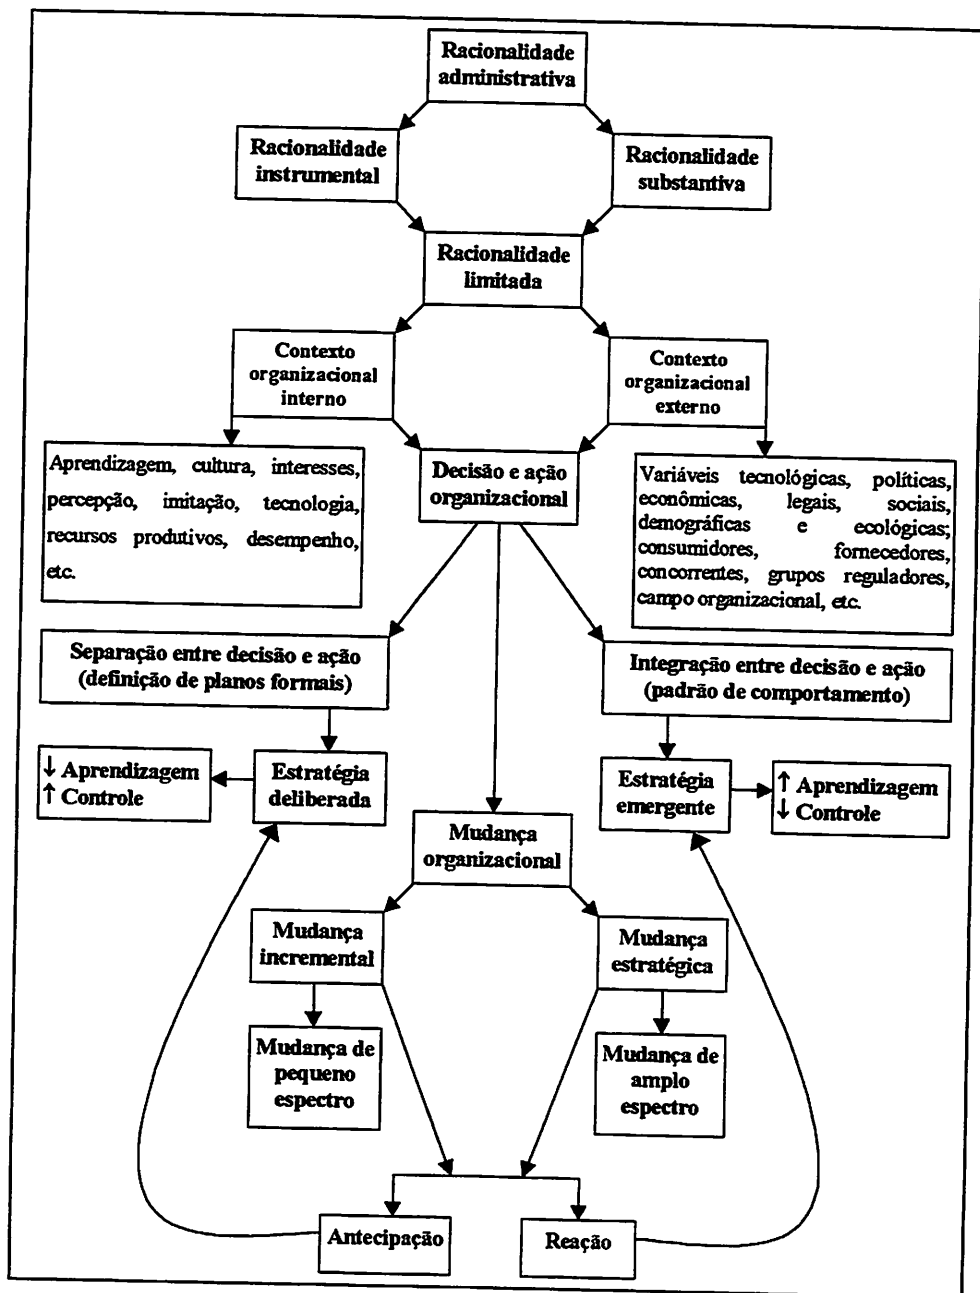 Racionalidade
administrativa
Racionalidade
instrumental
Racionalidade
substantiva
Racionalidade
limitada
Contexto
organizacional
interno
Contexto
organizacional
externo
Aprendizagem, cultura, interesses,
percepção, imitação, tecnologia,
recursos produtivos, desempenho,
etc.
Decisão e ação
organizacional
Variáveis tecnológicas, políticas,
econômicas, legais, sociais,
demográficas e ecológicas;
consumidores, fornecedores,
concorrentes, grupos reguladores,
campo organizacional, etc.
Separação entre decisão e ação
(definição de planos formais)
Integração entre decisão e ação
(padrão de comportamento)
↓ Aprendizagem
↑ Controle
Estratégia
deliberada
Estratégia
emergente
↑ Aprendizagem
↓ Controle
Mudança
organizacional
Mudança
incremental
Mudança
estratégica
Mudança de
pequeno
espectro
Mudança de
amplo
espectro
Antecipação
Reação